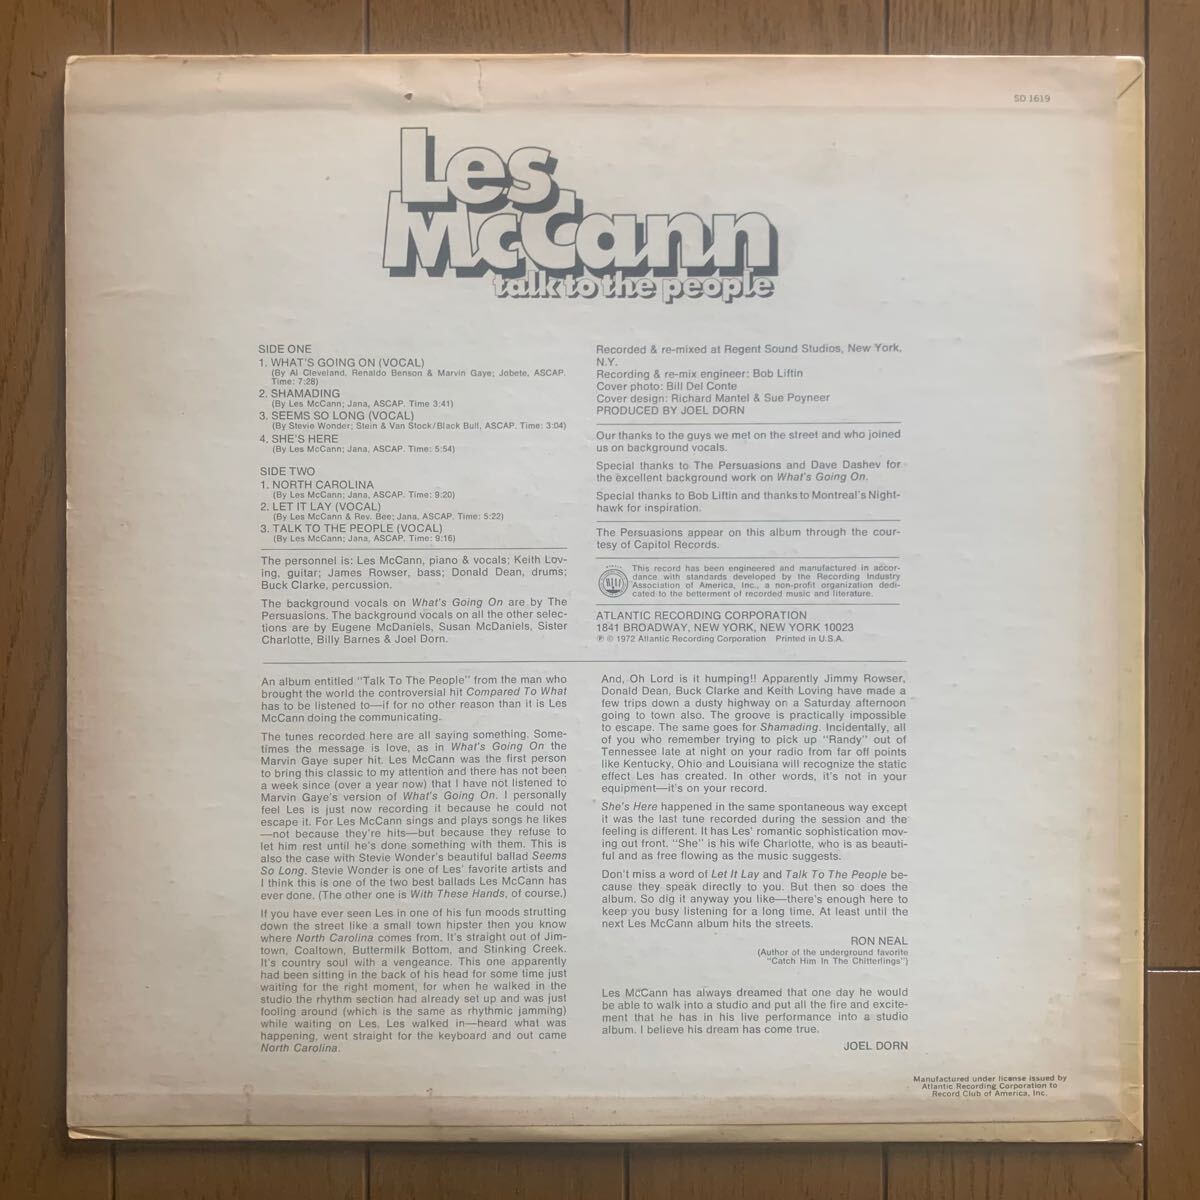 SD 1619
Les
McCann
talk to the people
SIDE ONE
1. WHAT'S GOING ON (VOCAL)
(By Al Cleveland, Renaldo Benson & Marvin Gaye; Jobete, ASCAP.
Time: 7:28)
2. SHAMADING
(By Les McCann; Jana, ASCAP. Time 3:41)
3. SEEMS SO LONG (VOCAL)
(By Stevie Wonder; Stein & Van Stock/Black Bull, ASCAP. Time: 3:04)
4. SHE'S HERE
(By Les McCann; Jana, ASCAP. Time: 5:54)
SIDE TWO
1. NORTH CAROLINA
(By Les McCann; Jana, ASCAP. Time: 9:20)
2. LET IT LAY (VOCAL)
(By Les McCann & Rev. Bee; Jana, ASCAP. Time: 5:22)
3. TALK TO THE PEOPLE (VOCAL)
(By Les McCann; Jana, ASCAP. Time: 9:16)
The personnel is: Les McCann, piano & vocals; Keith Lov-
ing, guitar; James Rowser, bass; Donald Dean, drums;
Buck Clarke, percussion.
The background vocals on What's Going On are by The
Persuasions. The background vocals on all the other selec-
tions are by Eugene McDaniels, Susan McDaniels, Sister
Charlotte, Billy Barnes & Joel Dorn.
Recorded & re-mixed at Regent Sound Studios, New York,
N.Y.
Recording & re-mix engineer: Bob Liftin
Cover photo: Bill Del Conte
Cover design: Richard Mantel & Sue Poyneer
PRODUCED BY JOEL DORN
Our thanks to the guys we met on the street and who joined
us on background vocals.
Special thanks to The Persuasions and Dave Dashev for
the excellent background work on What's Going On.
Special thanks to Bob Liftin and thanks to Montreal's Night-
hawk for inspiration.
The Persuasions appear on this album through the cour-
tesy of Capitol Records.
This record has been engineered and manufactured in accor-
dance with standards developed by the Recording Industry
Association of America, Inc., a non-profit organization dedi-
cated to the betterment of recorded music and literature.
ATLANTIC RECORDING CORPORATION
1841 BROADWAY, NEW YORK, NEW YORK 10023
℗ © 1972 Atlantic Recording Corporation Printed in U.S.A.
An album entitled "Talk To The People" from the man who
brought the world the controversial hit Compared To What
has to be listened to—if for no other reason than it is Les
McCann doing the communicating.
The tunes recorded here are all saying something. Some-
times the message is love, as in What's Going On the
Marvin Gaye super hit. Les McCann was the first person
to bring this classic to my attention and there has not been
a week since (over a year now) that I have not listened to
Marvin Gaye's version of What's Going On. I personally
feel Les is just now recording it because he could not
escape it. For Les McCann sings and plays songs he likes
—not because they're hits—but because they refuse to
let him rest until he's done something with them. This is
also the case with Stevie Wonder's beautiful ballad Seems
So Long. Stevie Wonder is one of Les' favorite artists and
I think this is one of the two best ballads Les McCann has
ever done. (The other one is With These Hands, of course.)
If you have ever seen Les in one of his fun moods strutting
down the street like a small town hipster then you know
where North Carolina comes from. It's straight out of Jim-
town, Coaltown, Buttermilk Bottom, and Stinking Creek.
It's country soul with a vengeance. This one apparently
had been sitting in the back of his head for some time just
waiting for the right moment, for when he walked in the
studio the rhythm section had already set up and was just
fooling around (which is the same as rhythmic jamming)
while waiting on Les. Les walked in—heard what was
happening, went straight for the keyboard and out came
North Carolina.
And, Oh Lord is it humping!! Apparently Jimmy Rowser,
Donald Dean, Buck Clarke and Keith Loving have made a
few trips down a dusty highway on a Saturday afternoon
going to town also. The groove is practically impossible
to escape. The same goes for Shamading. Incidentally, all
of you who remember trying to pick up "Randy" out of
Tennessee late at night on your radio from far off points
like Kentucky, Ohio and Louisiana will recognize the static
effect Les has created. In other words, it's not in your
equipment—it's on your record.
She's Here happened in the same spontaneous way except
it was the last tune recorded during the session and the
feeling is different. It has Les' romantic sophistication mov-
ing out front. "She" is his wife Charlotte, who is as beauti-
ful and as free flowing as the music suggests.
Don't miss a word of Let It Lay and Talk To The People be-
cause they speak directly to you. But then so does the
album. So dig it anyway you like—there's enough here to
keep you busy listening for a long time. At least until the
next Les McCann album hits the streets.
RON NEAL
(Author of the underground favorite
"Catch Him In The Chitterlings")
Les McCann has always dreamed that one day he would
be able to walk into a studio and put all the fire and excite-
ment that he has in his live performance into a studio
album. I believe his dream has come true.
JOEL DORN
Manufactured under license issued by
Atlantic Recording Corporation to
Record Club of America, Inc.